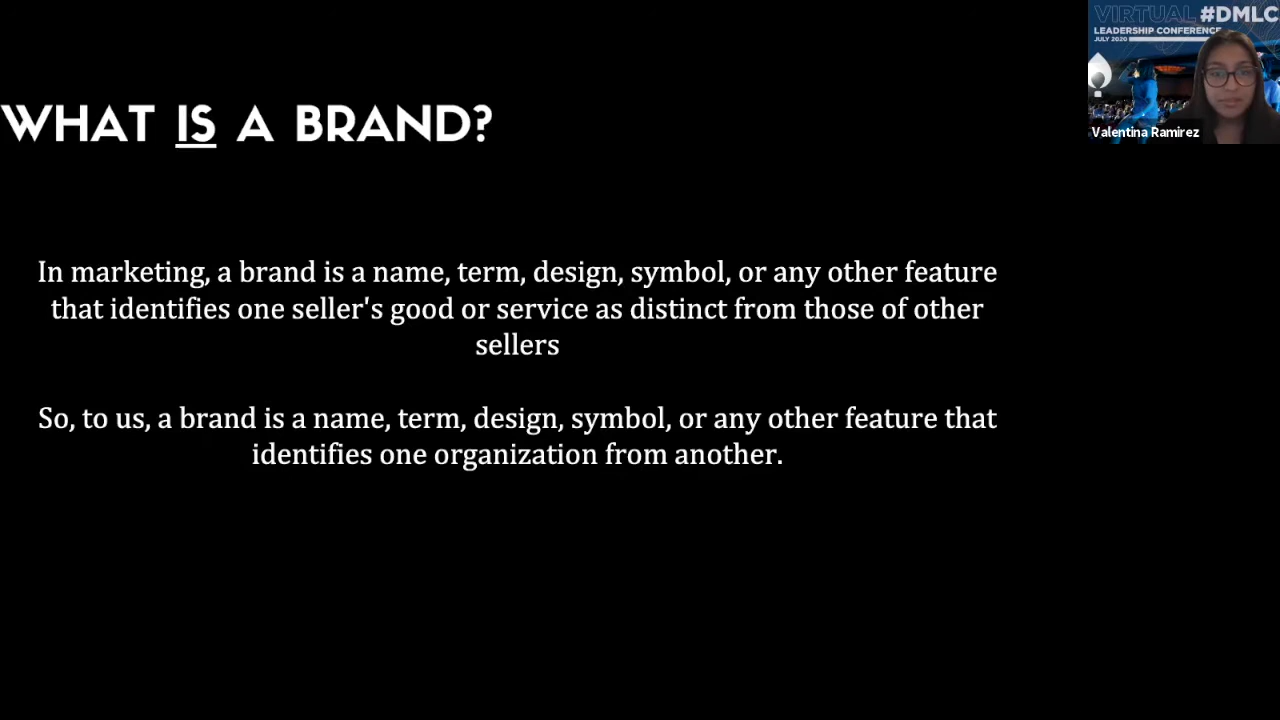 VIRTUAL #DMLC
LEADERSHIP CONFERENCE
JULY 2020
Valentina Ramirez
WHAT IS A BRAND?
In marketing, a brand is a name, term, design, symbol, or any other feature
that identifies one seller's good or service as distinct from those of other
sellers
So, to us, a brand is a name, term, design, symbol, or any other feature that
identifies one organization from another.